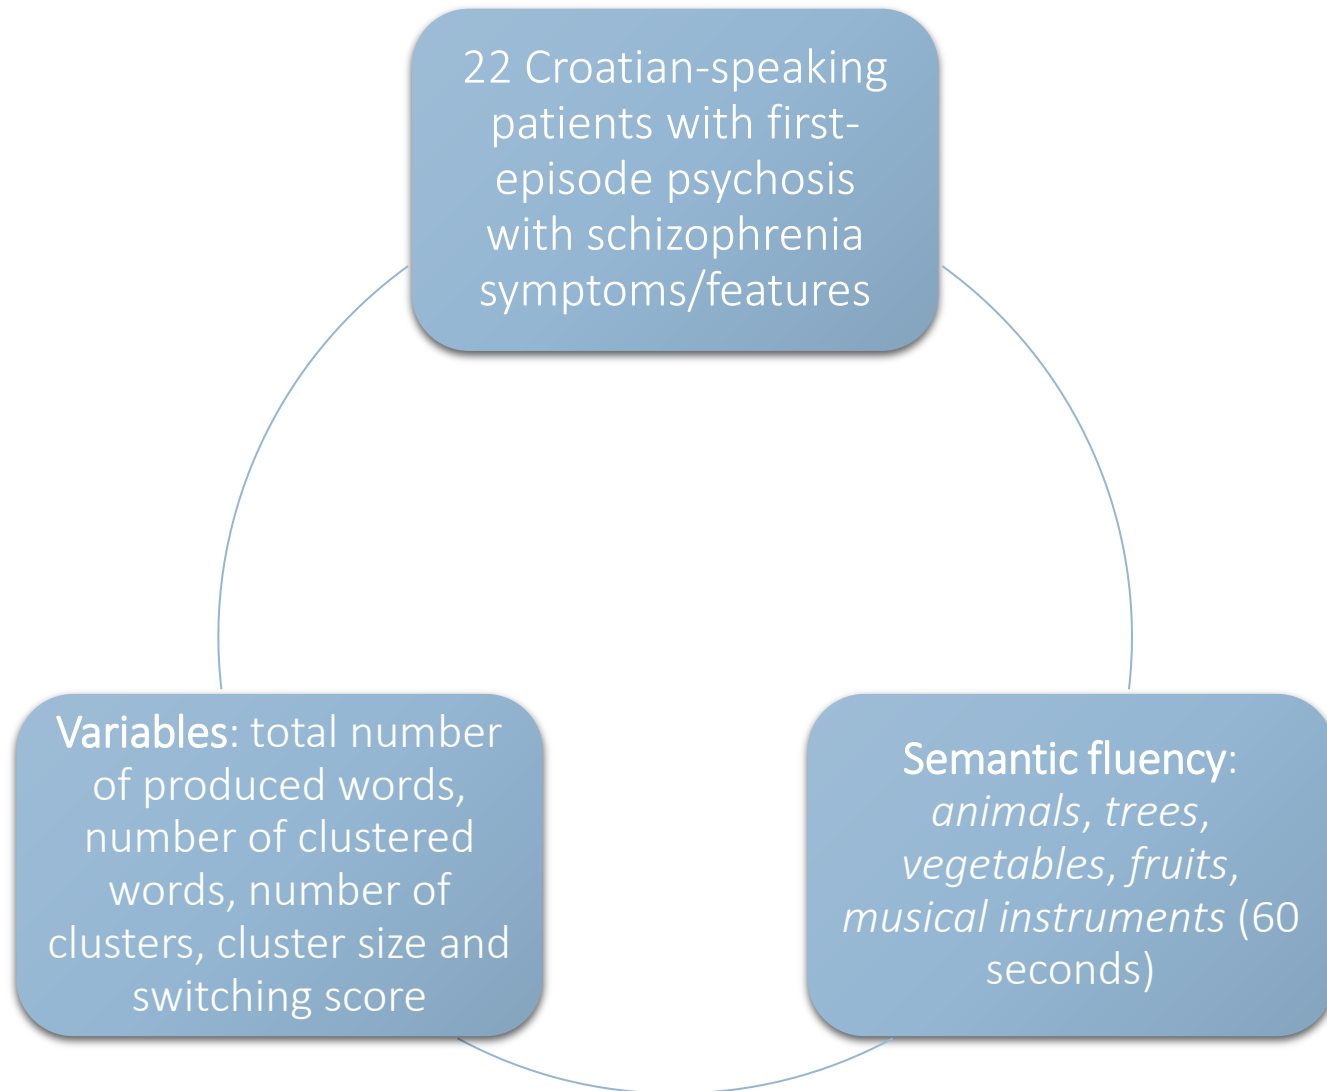 22 Croatian-speaking
patients with first-
episode psychosis
with schizophrenia
symptoms/features
Variables: total number
of produced words,
number of clustered
words, number of
clusters, cluster size and
switching score
Semantic fluency:
animals, trees,
vegetables, fruits,
musical instruments (60
seconds)